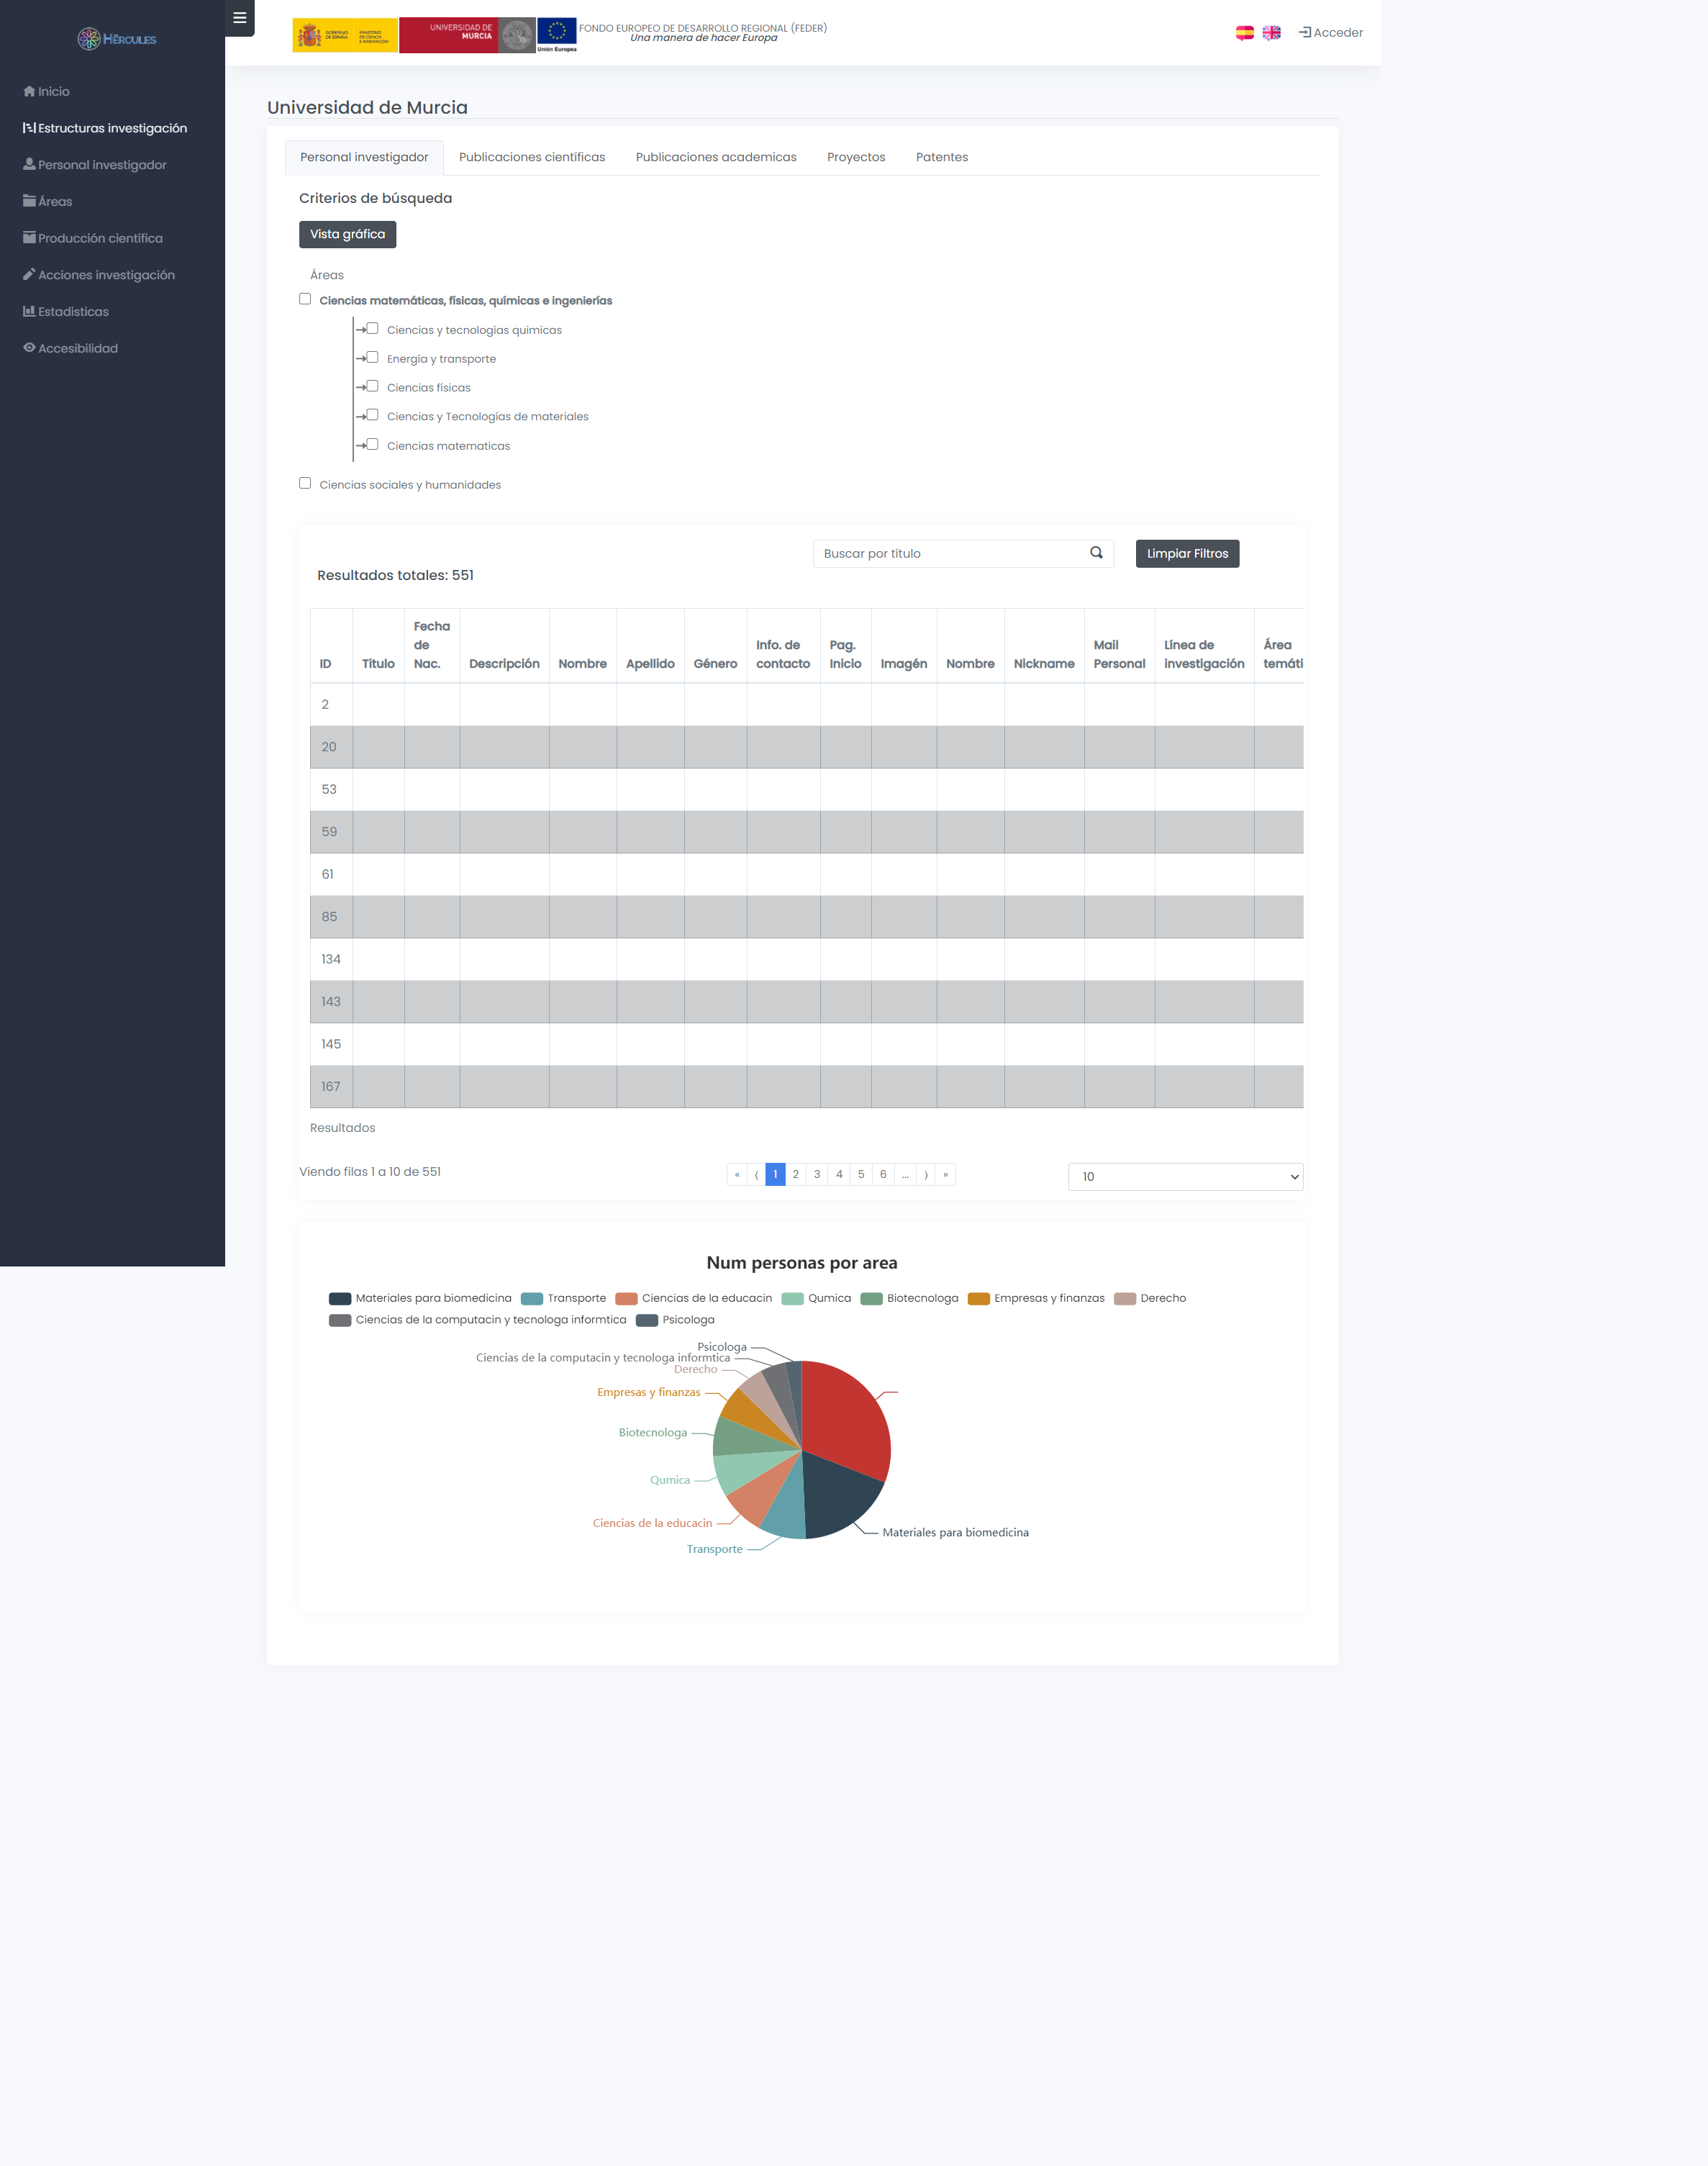 HÉRCULES
Inicio
Estructuras investigación
Personal investigador
Áreas
Producción científica
Acciones investigación
Estadísticas
Accesibilidad
GOBIERNO DE ESPAÑA
MINISTERIO DE CIENCIA E INNOVACIÓN
UNIVERSIDAD DE MURCIA
Unión Europea
FONDO EUROPEO DE DESARROLLO REGIONAL (FEDER)
Una manera de hacer Europa
Acceder
Universidad de Murcia
Personal investigador Publicaciones científicas Publicaciones academicas Proyectos Patentes
Criterios de búsqueda
Vista gráfica
Áreas
Ciencias matemáticas, físicas, químicas e ingenierías
Ciencias y tecnologías quimicas
Energía y transporte
Ciencias físicas
Ciencias y Tecnologías de materiales
Ciencias matematicas
Ciencias sociales y humanidades
Buscar por título
Limpiar Filtros
Resultados totales: 551
ID Titulo Fecha de Nac. Descripción Nombre Apellido Género Info. de contacto Pag. Inicio Imagén Nombre Nickname Mail Personal Línea de investigación Área temáti
2
20
53
59
61
85
134
143
145
167
Resultados
Viendo filas 1 a 10 de 551
« ⟨ 1 2 3 4 5 6 ... ⟩ »
10
Num personas por area
Materiales para biomedicina Transporte Ciencias de la educacin Qumica Biotecnologa Empresas y finanzas Derecho
Ciencias de la computacin y tecnologa informtica Psicologa
Psicologa
Ciencias de la computacin y tecnologa informtica
Derecho
Empresas y finanzas
Biotecnologa
Qumica
Ciencias de la educacin
Materiales para biomedicina
Transporte